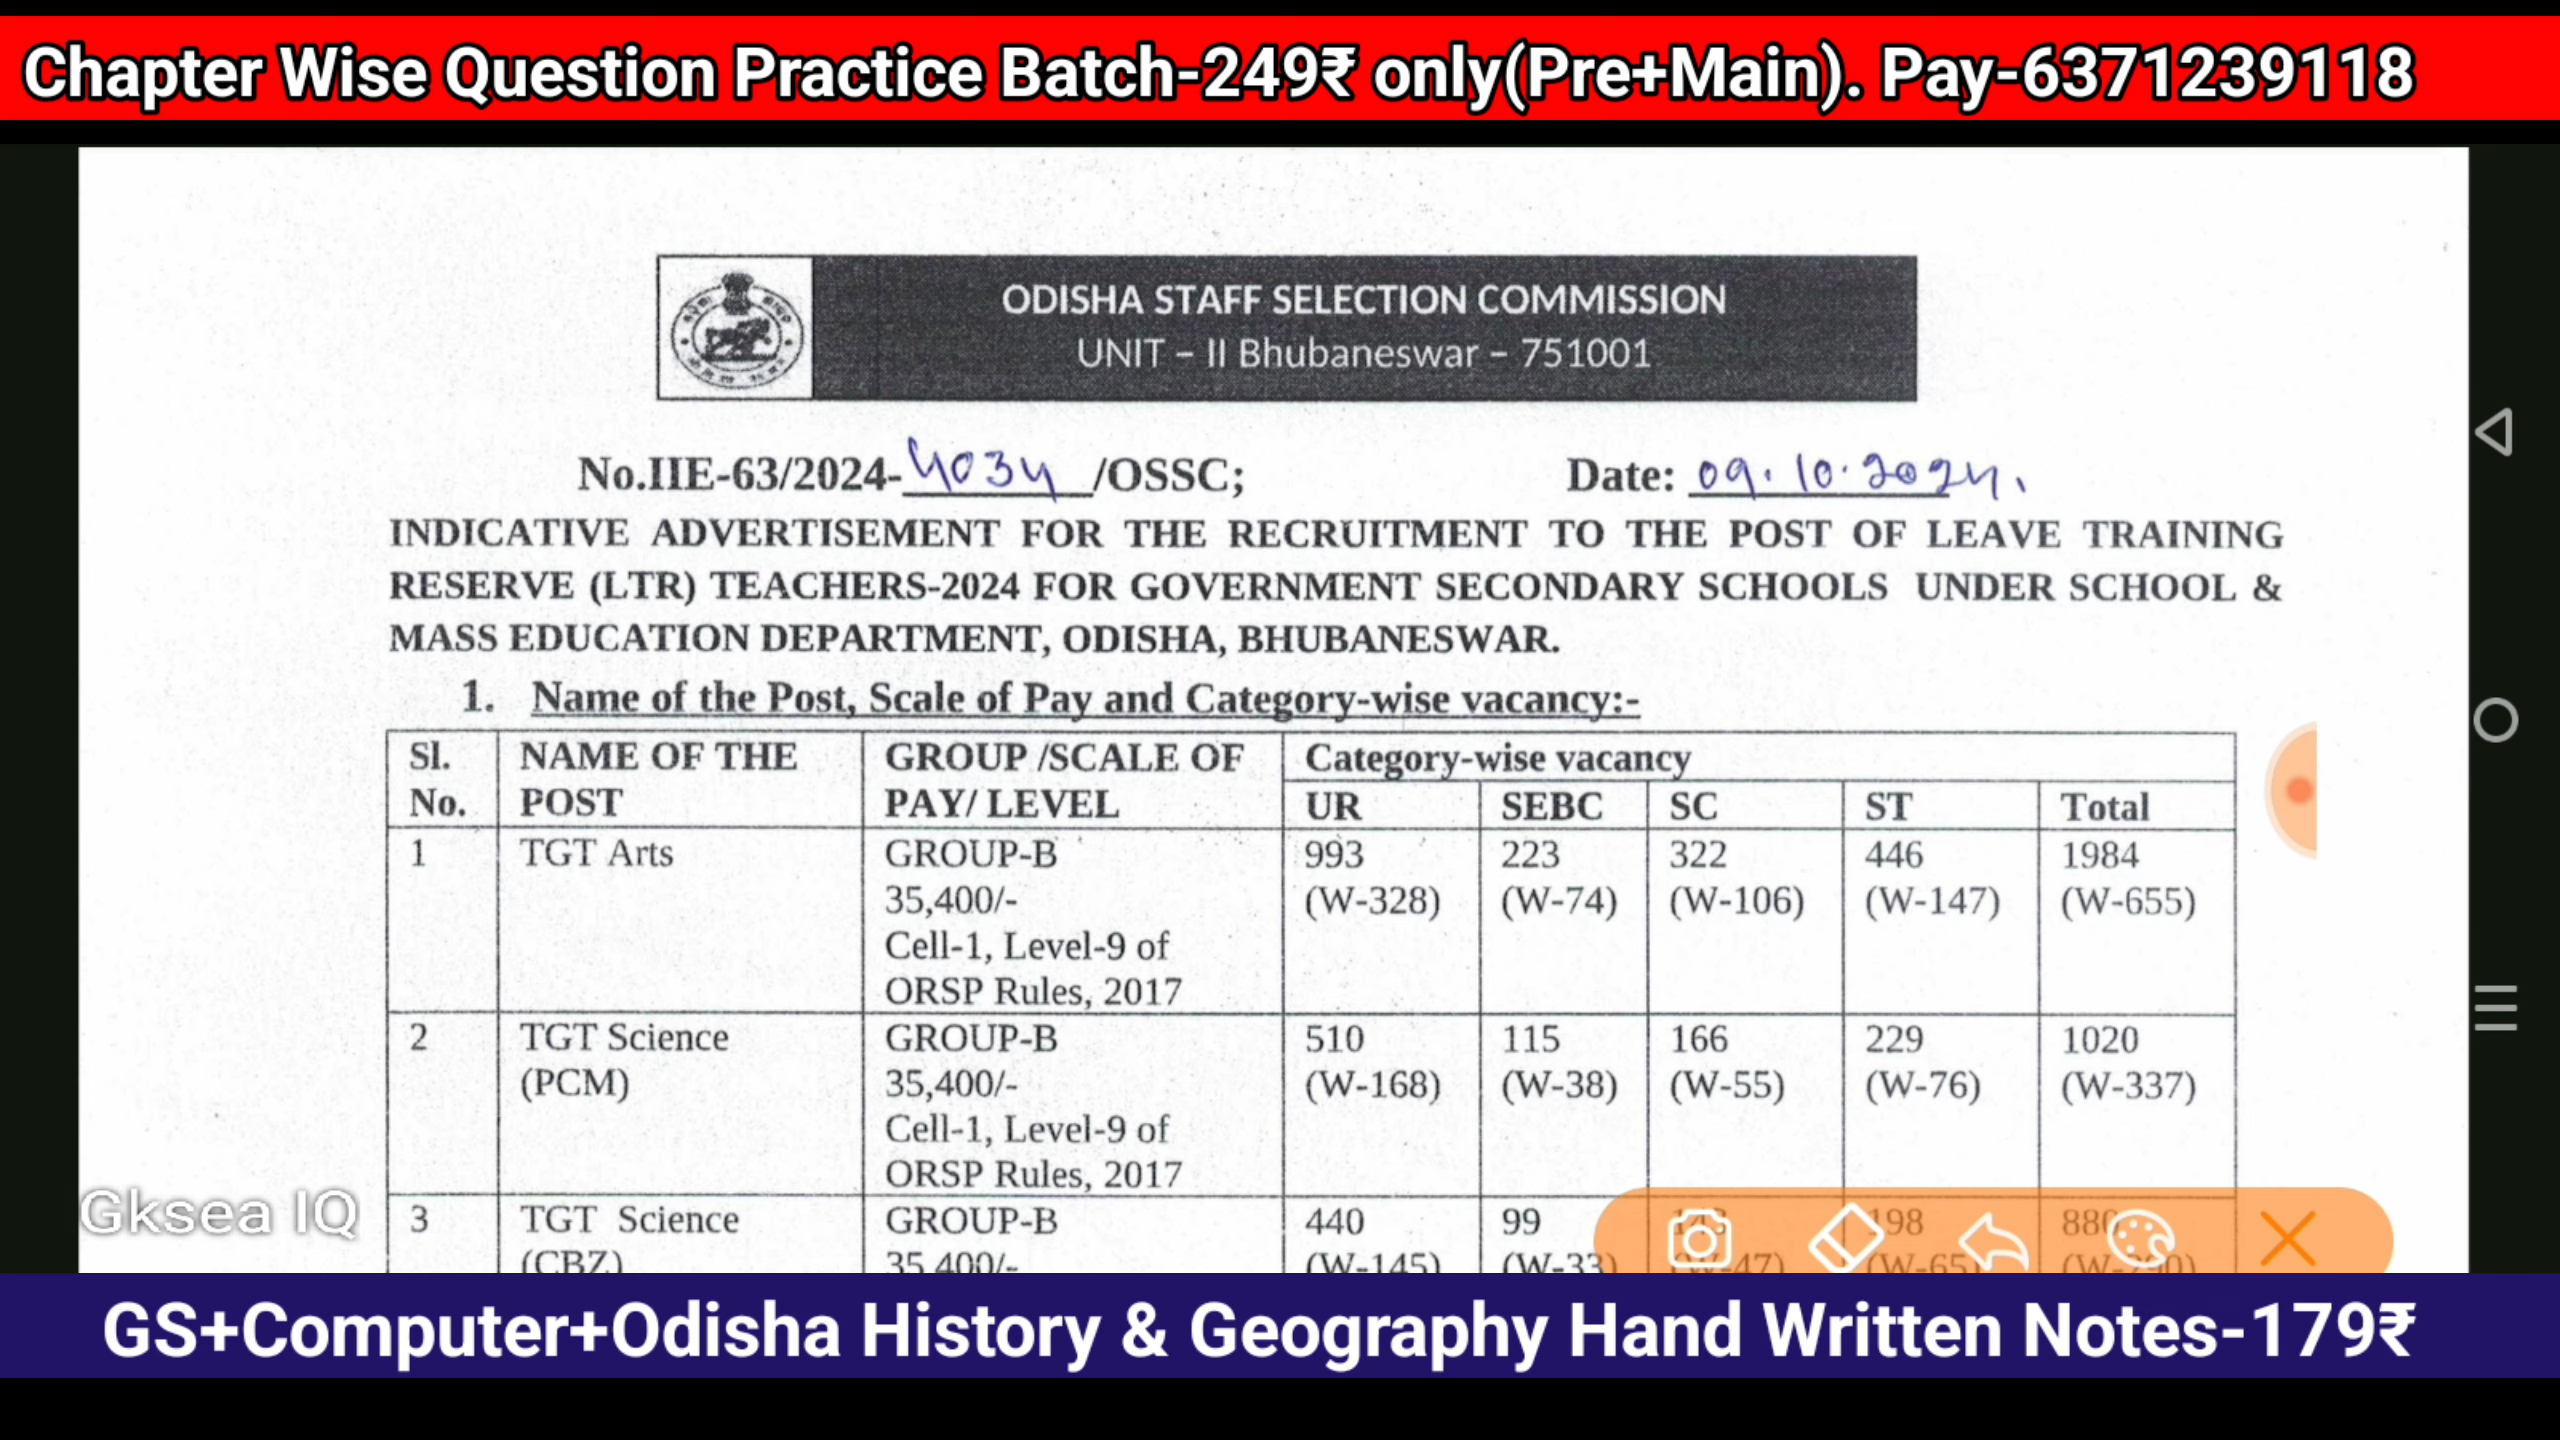 Chapter Wise Question Practice Batch-249₹ only(Pre+Main). Pay-6371239118
ODISHA STAFF SELECTION COMMISSION
UNIT – II Bhubaneswar – 751001
No.IIE-63/2024-4034/OSSC; Date: 09.10.2024.
INDICATIVE ADVERTISEMENT FOR THE RECRUITMENT TO THE POST OF LEAVE TRAINING
RESERVE (LTR) TEACHERS-2024 FOR GOVERNMENT SECONDARY SCHOOLS UNDER SCHOOL &
MASS EDUCATION DEPARTMENT, ODISHA, BHUBANESWAR.
1. Name of the Post, Scale of Pay and Category-wise vacancy:-
Sl. NAME OF THE GROUP /SCALE OF Category-wise vacancy
No. POST PAY/ LEVEL UR SEBC SC ST Total
1 TGT Arts GROUP-B 993 223 322 446 1984
35,400/- (W-328) (W-74) (W-106) (W-147) (W-655)
Cell-1, Level-9 of
ORSP Rules, 2017
2 TGT Science GROUP-B 510 115 166 229 1020
(PCM) 35,400/- (W-168) (W-38) (W-55) (W-76) (W-337)
Cell-1, Level-9 of
ORSP Rules, 2017
Gksea IQ
3 TGT Science GROUP-B 440 99 198 880
(CBZ) 35,400/- (W-145) (W-33) (W-65)
GS+Computer+Odisha History & Geography Hand Written Notes-179₹